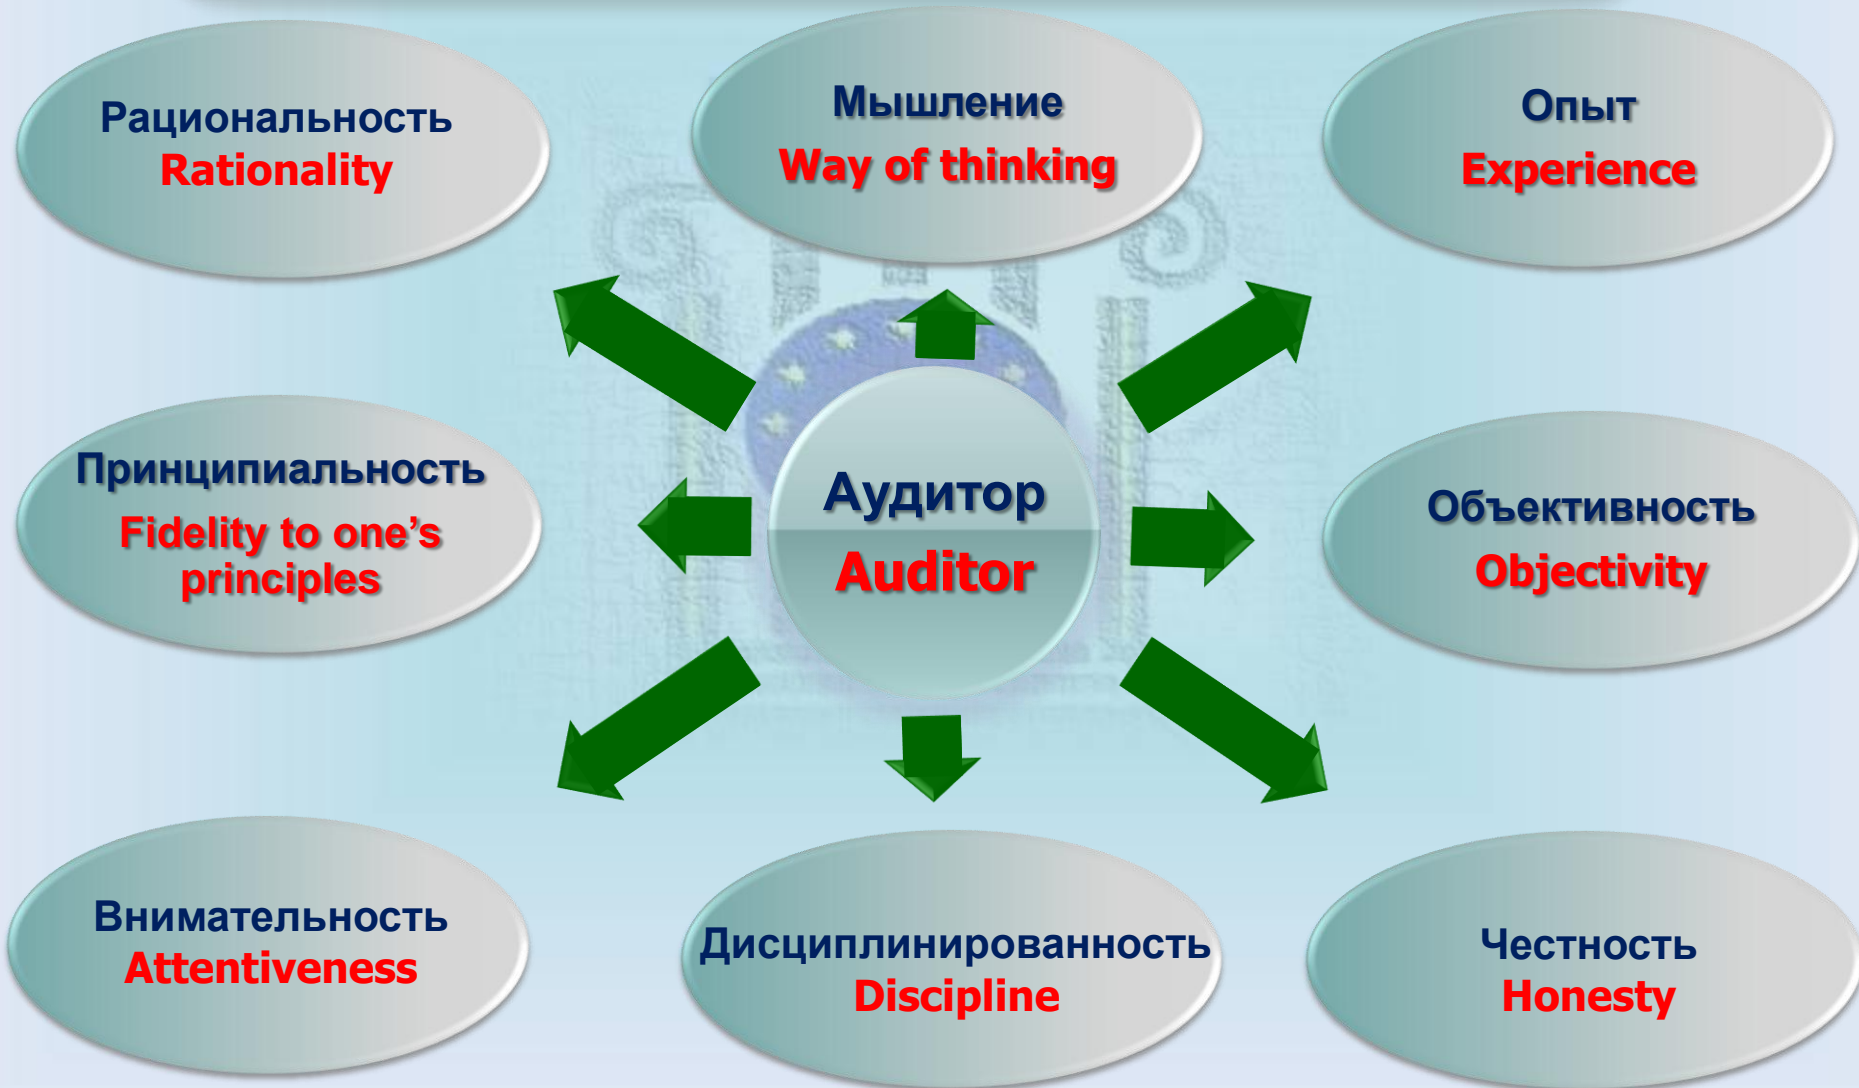 Рациональность
Rationality
Мышление
Way of thinking
Опыт
Experience
Принципиальность
Fidelity to one’s
principles
Аудитор
Auditor
Объективность
Objectivity
Внимательность
Attentiveness
Дисциплинированность
Discipline
Честность
Honesty